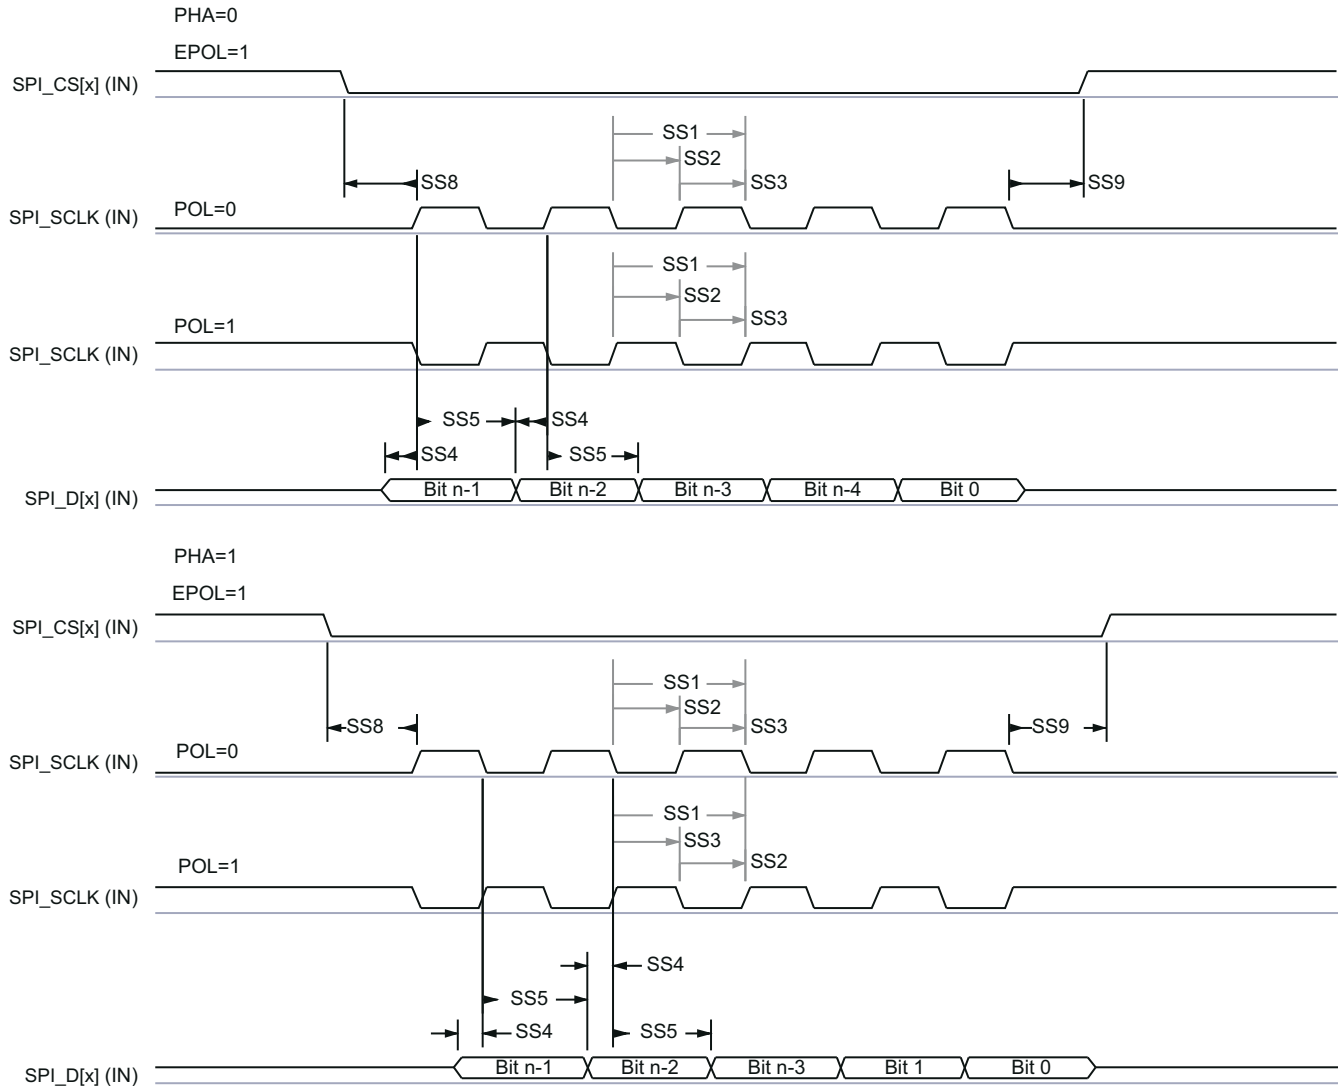 PHA=0
EPOL=1
SPI_CS[x] (IN)
SS1
SS2
SS8
SS3
SS9
POL=0
SPI_SCLK (IN)
SS1
SS2
SS3
POL=1
SPI_SCLK (IN)
SS5
SS4
SS4
SS5
Bit n-1
Bit n-2
Bit n-3
Bit n-4
Bit 0
SPI_D[x] (IN)
PHA=1
EPOL=1
SPI_CS[x] (IN)
SS1
SS2
SS8
SS3
SS9
POL=0
SPI_SCLK (IN)
SS1
SS3
SS2
POL=1
SPI_SCLK (IN)
SS4
SS5
SS4
SS5
Bit n-1
Bit n-2
Bit n-3
Bit 1
Bit 0
SPI_D[x] (IN)